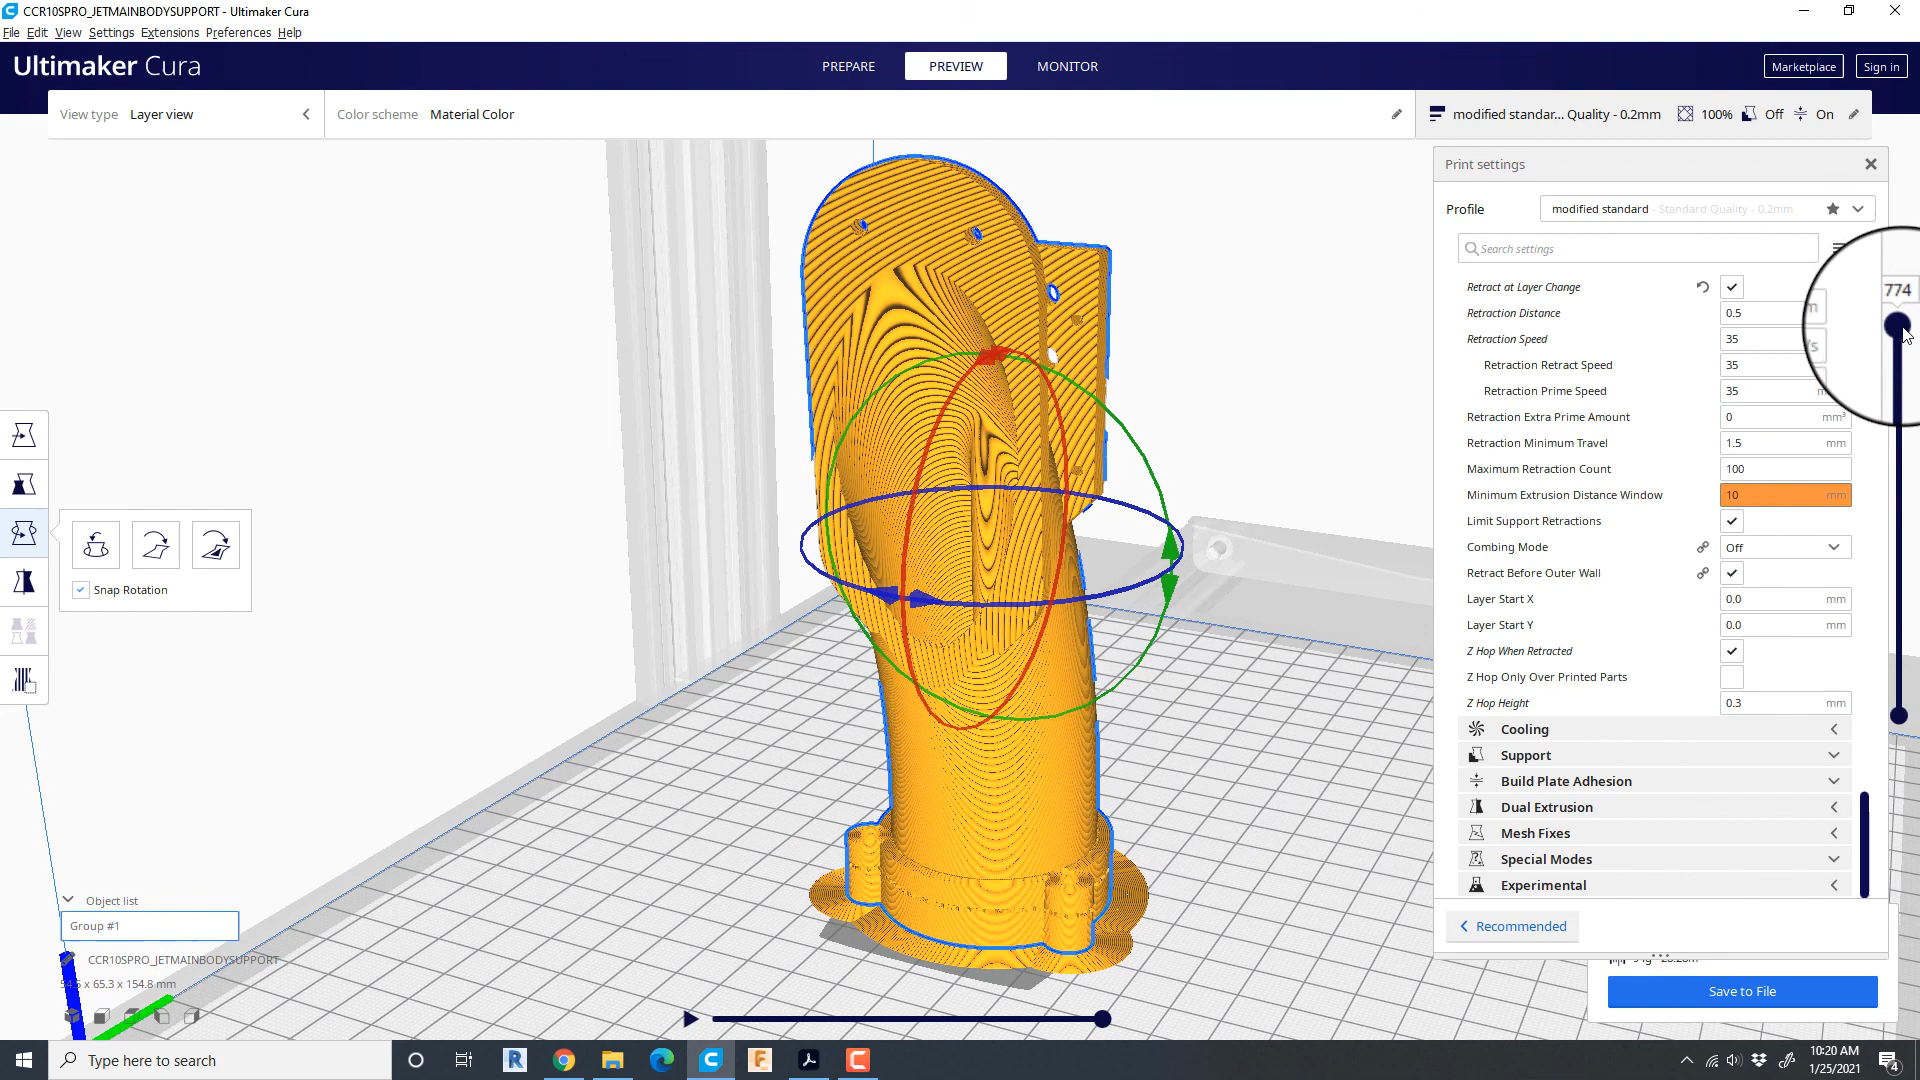 CCR10SPRO_JETMAINBODYSUPPORT - Ultimaker Cura
File Edit View Settings Extensions Preferences Help
Ultimaker Cura
PREPARE
PREVIEW
MONITOR
Marketplace
Sign in
View type Layer view
Color scheme Material Color
modified standar... Quality - 0.2mm 100% Off On
Print settings
Profile modified standard - Standard Quality - 0.2mm
Search settings
774
Retract at Layer Change
Retraction Distance 0.5
Retraction Speed 35
Retraction Retract Speed 35
Retraction Prime Speed 35
Retraction Extra Prime Amount 0 mm³
Retraction Minimum Travel 1.5 mm
Maximum Retraction Count 100
Minimum Extrusion Distance Window 10 mm
Limit Support Retractions
Combing Mode Off
Retract Before Outer Wall
Layer Start X 0.0 mm
Layer Start Y 0.0 mm
Z Hop When Retracted
Z Hop Only Over Printed Parts
Z Hop Height 0.3 mm
Cooling
Support
Build Plate Adhesion
Dual Extrusion
Mesh Fixes
Special Modes
Experimental
Recommended
Save to File
Snap Rotation
Object list
Group #1
CCR10SPRO_JETMAINBODYSUPPORT
x 65.3 x 154.8 mm
Type here to search
10:20 AM
1/25/2021
4